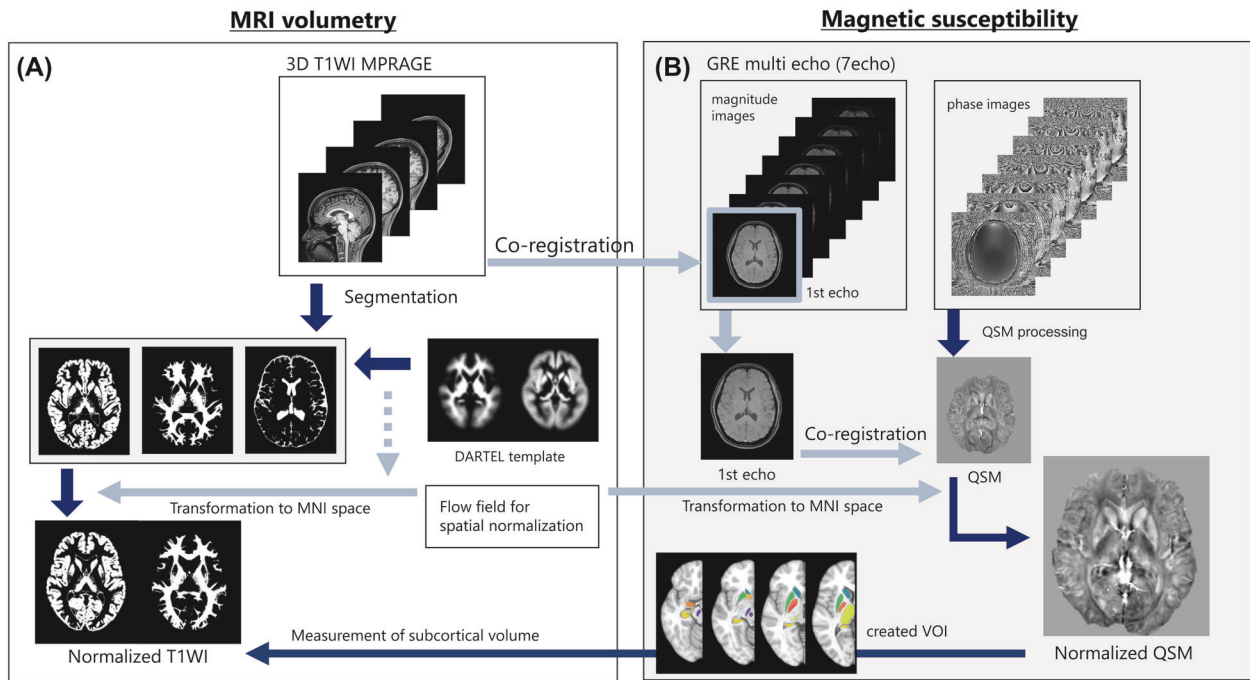 MRI volumetry
Magnetic susceptibility
(A)
3D T1WI MPRAGE
Co-registration
Segmentation
DARTEL template
Transformation to MNI space
Flow field for
spatial normalization
Normalized T1WI
Measurement of subcortical volume
(B)
GRE multi echo (7echo)
magnitude
images
phase images
1st echo
QSM processing
1st echo
Co-registration
QSM
Transformation to MNI space
created VOI
Normalized QSM